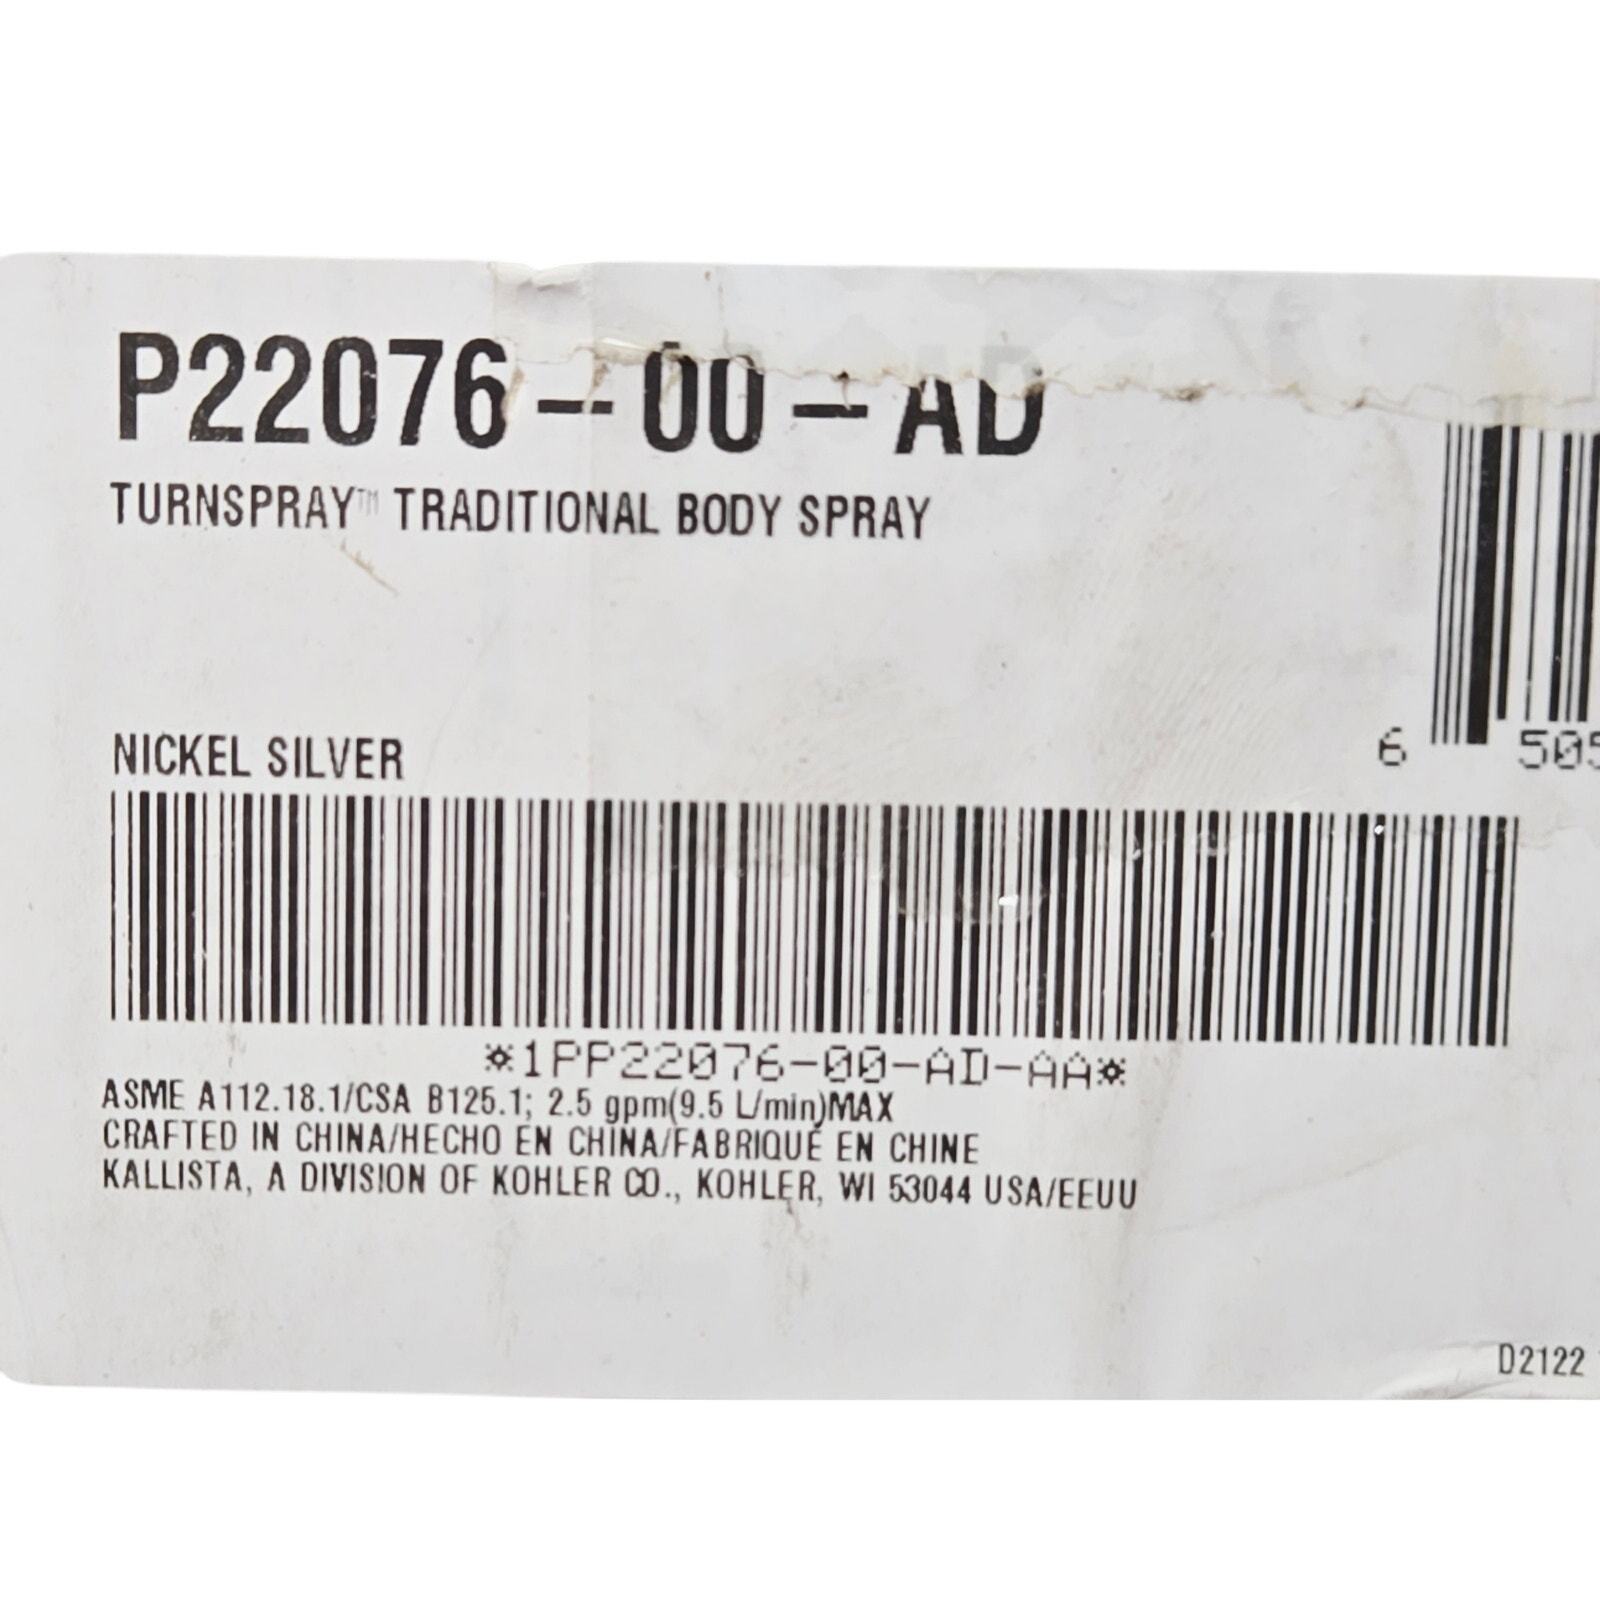 P22076-00-AD
TURNSPRAY™ TRADITIONAL BODY SPRAY
NICKEL SILVER
6 505
*1PP22076-00-AD-AA*
ASME A112.18.1/CSA B125.1; 2.5 gpm(9.5 L/min)MAX
CRAFTED IN CHINA/HECHO EN CHINA/FABRIQUÉ EN CHINE
KALLISTA, A DIVISION OF KOHLER CO., KOHLER, WI 53044 USA/EEUU
D2122